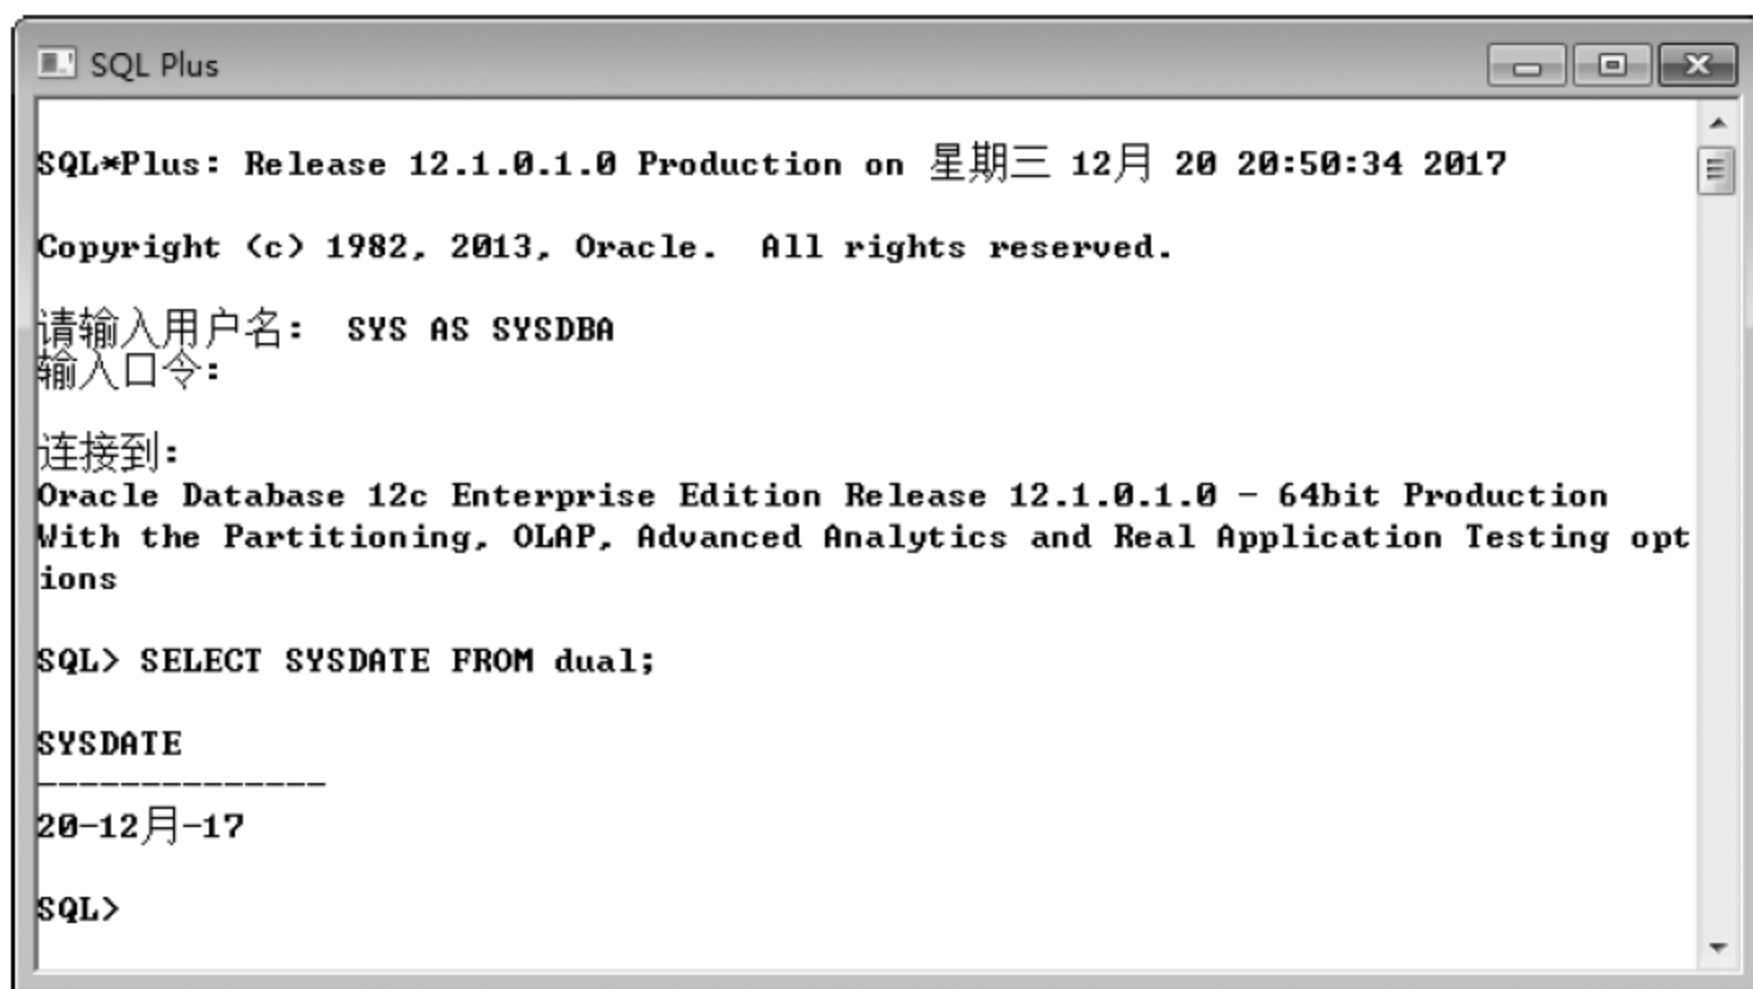 SQL Plus
SQL*Plus: Release 12.1.0.1.0 Production on 星期三 12月 20 20:50:34 2017
Copyright (c) 1982, 2013, Oracle.  All rights reserved.
请输入用户名:  SYS AS SYSDBA
输入口令:
连接到:
Oracle Database 12c Enterprise Edition Release 12.1.0.1.0 - 64bit Production
With the Partitioning, OLAP, Advanced Analytics and Real Application Testing opt
ions
SQL> SELECT SYSDATE FROM dual;
SYSDATE
--------------
20-12月-17
SQL>